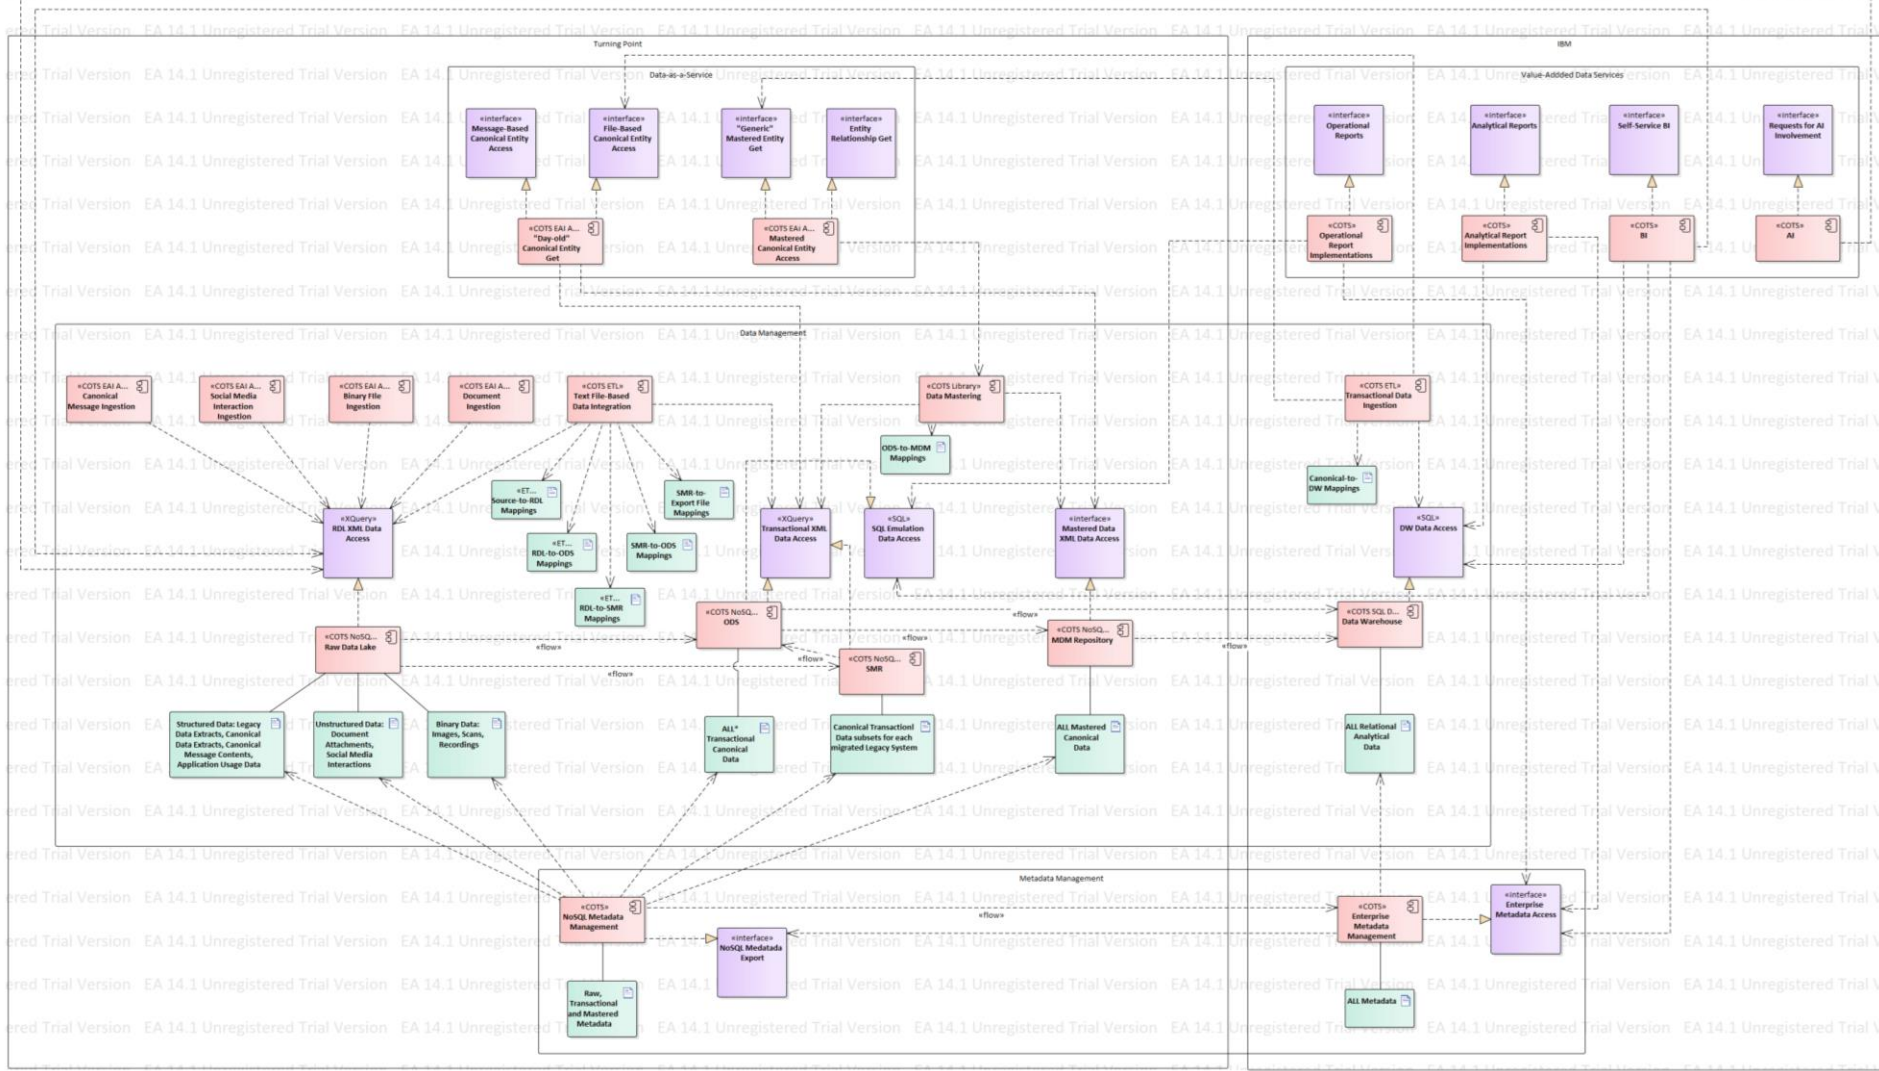 Turning Point
IBM
Data-as-a-Service
Value-Addded Data Services
«interface»
Message-Based
Canonical Entity
Access
«interface»
File-Based
Canonical Entity
Access
«interface»
"Generic"
Mastered Entity
Get
«interface»
Entity
Relationship Get
«interface»
Operational
Reports
«interface»
Analytical Reports
«interface»
Self-Service BI
«interface»
Requests for AI
Involvement
«COTS EAI A...
"Day-old"
Canonical Entity
Get
«COTS EAI A...
Mastered
Canonical Entity
Access
«COTS»
Operational
Report
Implementations
«COTS»
Analytical Report
Implementations
«COTS»
BI
«COTS»
AI
Data Management
«COTS EAI A...
Canonical
Message Ingestion
«COTS EAI A...
Social Media
Interaction
Ingestion
«COTS EAI A...
Binary File
Ingestion
«COTS EAI A...
Document
Ingestion
«COTS ETL»
Text File-Based
Data Integration
«COTS Library»
Data Mastering
«COTS ETL»
Transactional Data
Ingestion
ODS-to-MDM
Mappings
Canonical-to-
DW Mappings
«ET...
Source-to-RDL
Mappings
SMR-to-
Export File
Mappings
«ET...
RDL-to-ODS
Mappings
SMR-to-ODS
Mappings
«ET...
RDL-to-SMR
Mappings
«XQuery»
RDL XML Data
Access
«XQuery»
Transactional XML
Data Access
«SQL»
SQL Emulation
Data Access
«interface»
Mastered Data
XML Data Access
«SQL»
DW Data Access
«COTS NoSQ...
Raw Data Lake
«COTS NoSQ...
ODS
«COTS NoSQ...
SMR
«COTS NoSQ...
MDM Repository
«COTS SQL D...
Data Warehouse
«flow»
«flow»
«flow»
«flow»
«flow»
«flow»
Structured Data: Legacy
Data Extracts, Canonical
Data Extracts, Canonical
Message Contents,
Application Usage Data
Unstructured Data:
Document
Attachments,
Social Media
Interactions
Binary Data:
Images, Scans,
Recordings
ALL*
Transactional
Canonical
Data
Canonical Transactionl
Data subsets for each
migrated Legacy System
ALL Mastered
Canonical
Data
ALL Relational
Analytical
Data
Metadata Management
«COTS»
NoSQL Metadata
Management
«flow»
«COTS»
Enterprise
Metadata
Management
«interface»
Enterprise
Metadata Access
«interface»
NoSQL Medatada
Export
Raw,
Transactional
and Mastered
Metadata
ALL Metadata
EA 14.1 Unregistered Trial Version